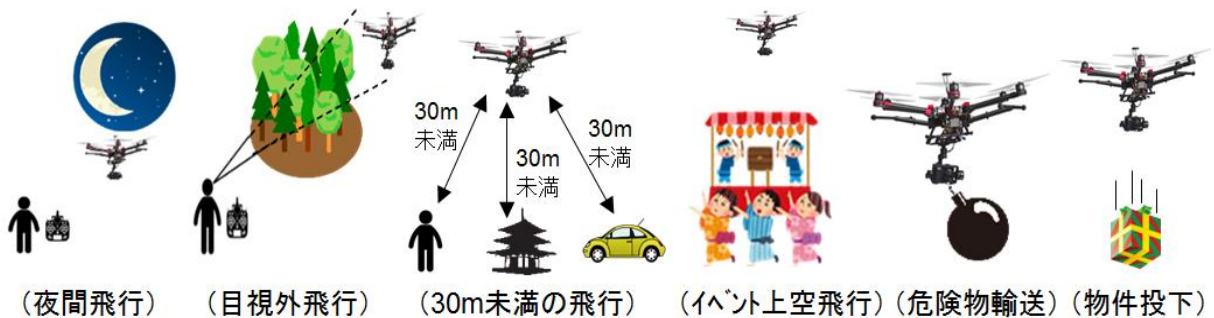 30m
未満
30m
未満
30m
未満
(夜間飛行)
(目視外飛行)
(30m未満の飛行)
(ｲﾍﾞﾝﾄ上空飛行)
(危険物輸送)
(物件投下)